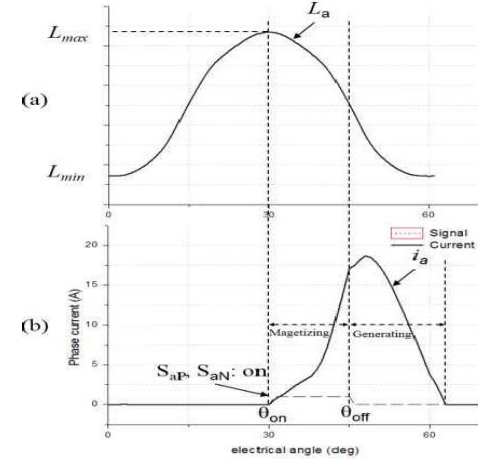 L_a
L_max
(a)
L_min
0 30 60
Signal
Current
i_a
20
15
10
5
0
Phase current (A)
Magetizing
Generating
(b)
S_aP, S_aN: on
θ_on
θ_off
0 30 60
electrical angle (deg)